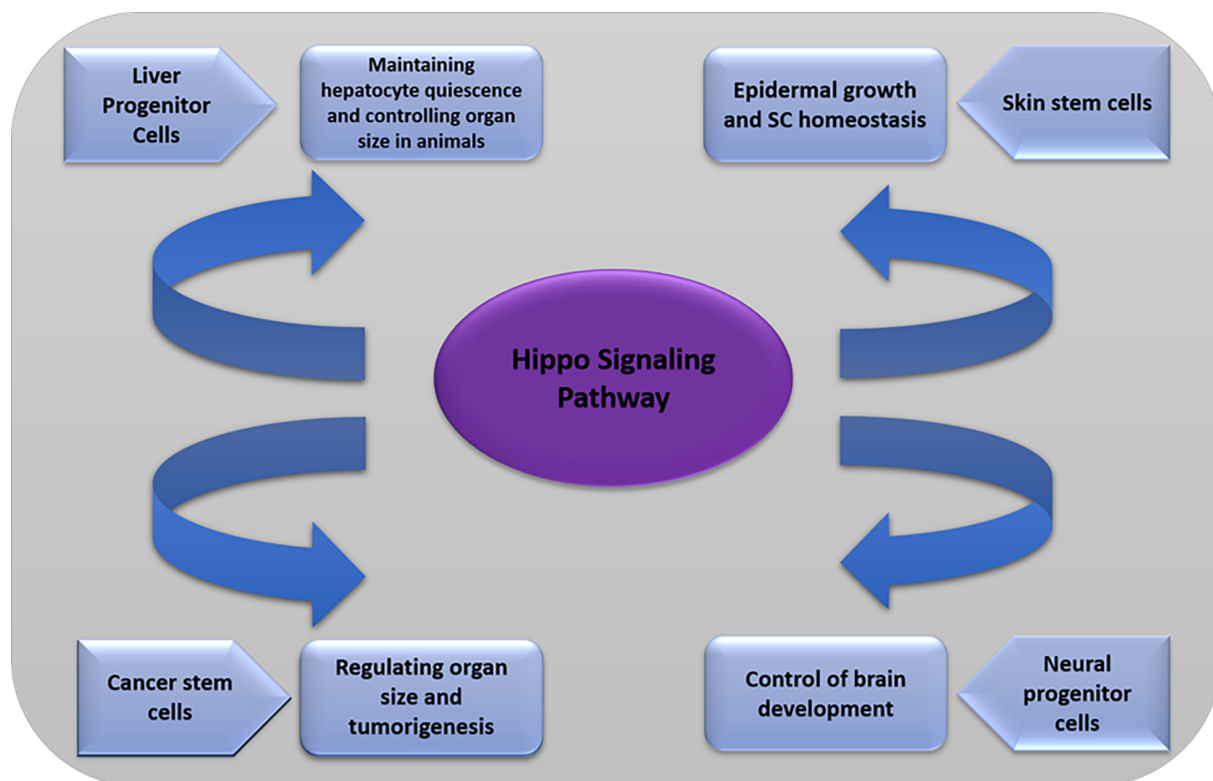 Liver
Progenitor
Cells
Maintaining
hepatocyte quiescence
and controlling organ
size in animals
Epidermal growth
and SC homeostasis
Skin stem cells
Hippo Signaling
Pathway
Cancer stem
cells
Regulating organ
size and
tumorigenesis
Control of brain
development
Neural
progenitor
cells